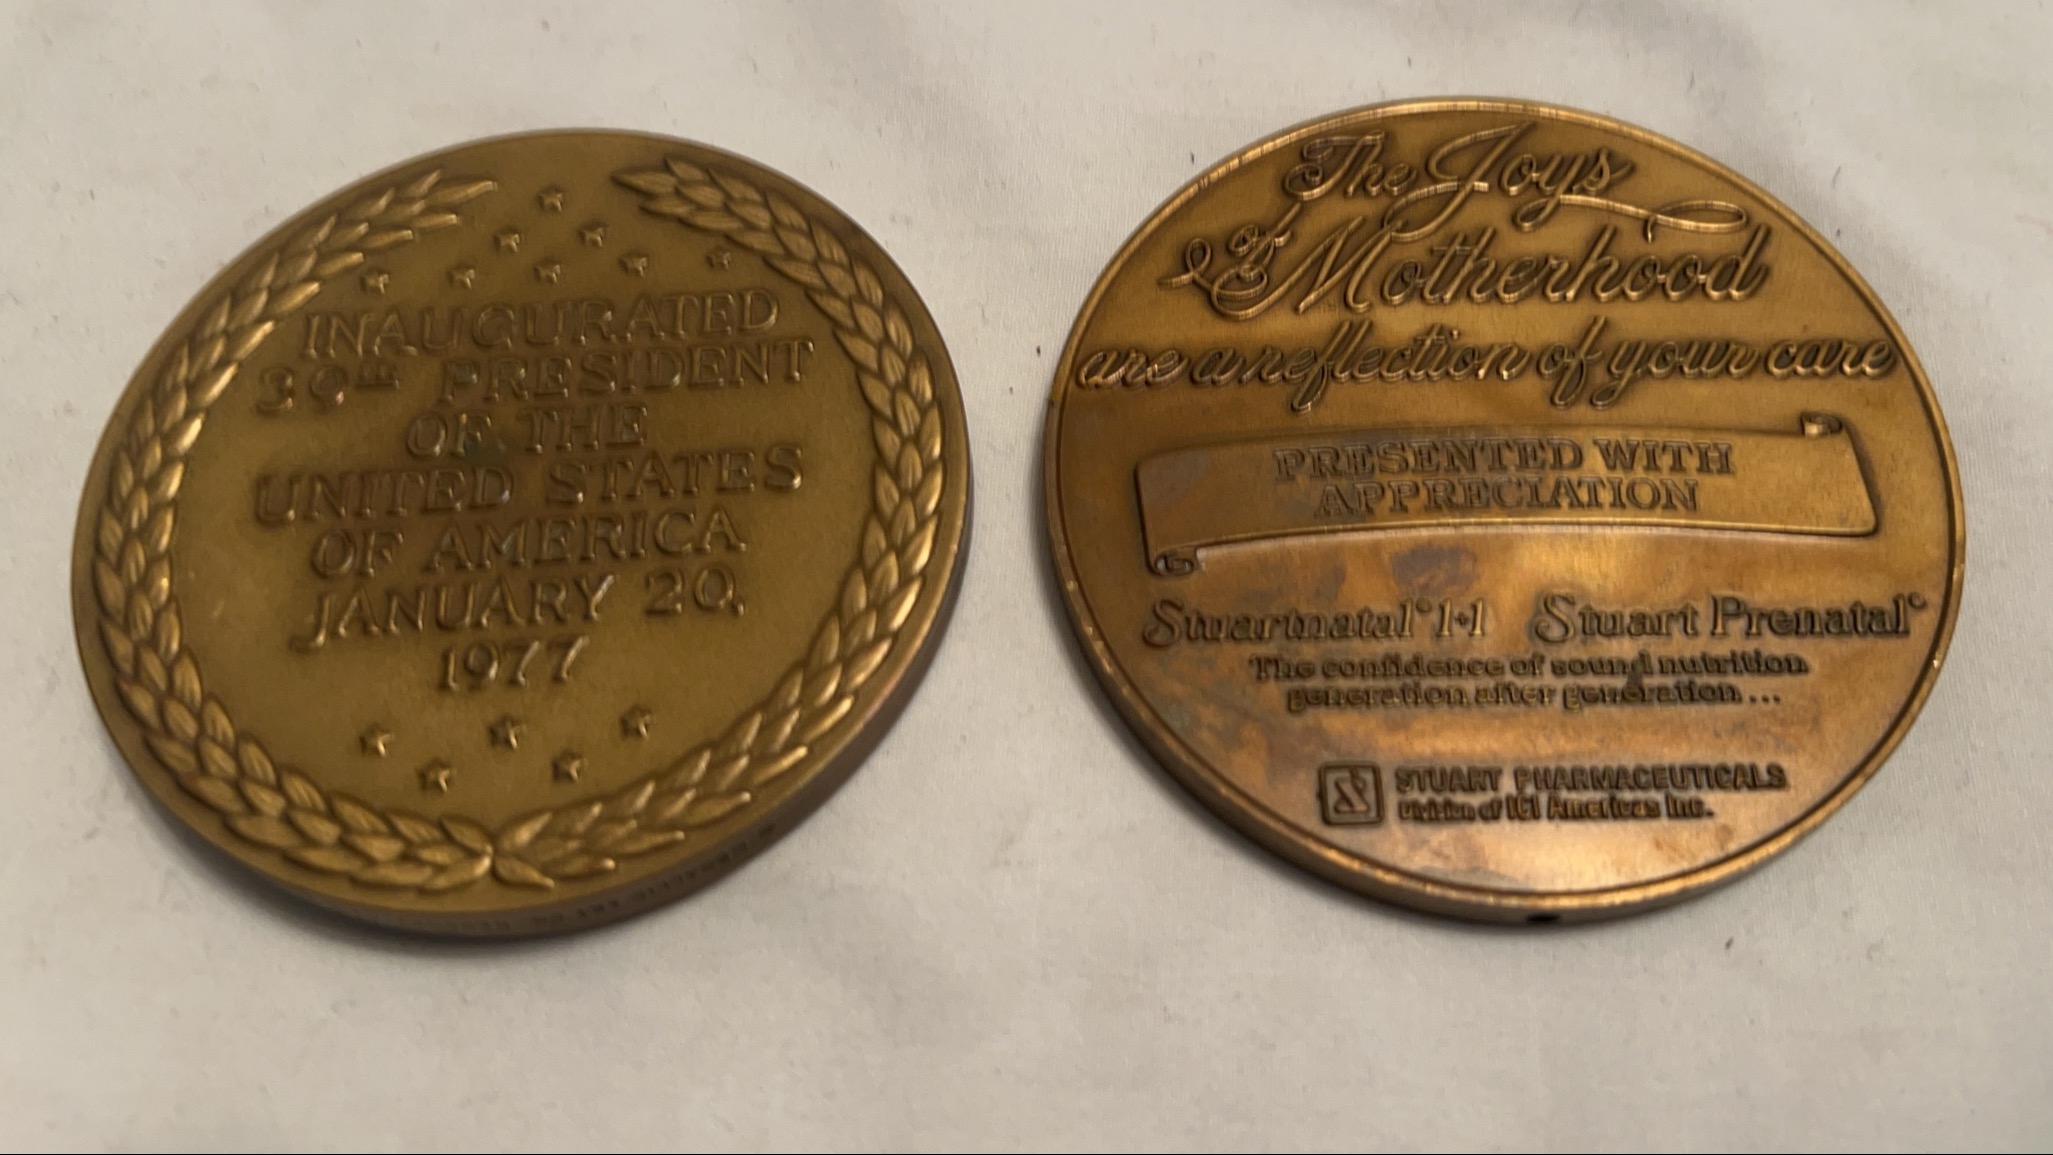 INAUGURATED
39TH PRESIDENT
OF THE
UNITED STATES
OF AMERICA
JANUARY 20,
1977
The Joys
Of Motherhood
are a reflection of your care
PRESENTED WITH
APPRECIATION
Stuartnatal® 1+1 Stuart Prenatal®
The confidence of sound nutrition
generation after generation...
STUART PHARMACEUTICALS
Division of ICI Americas Inc.